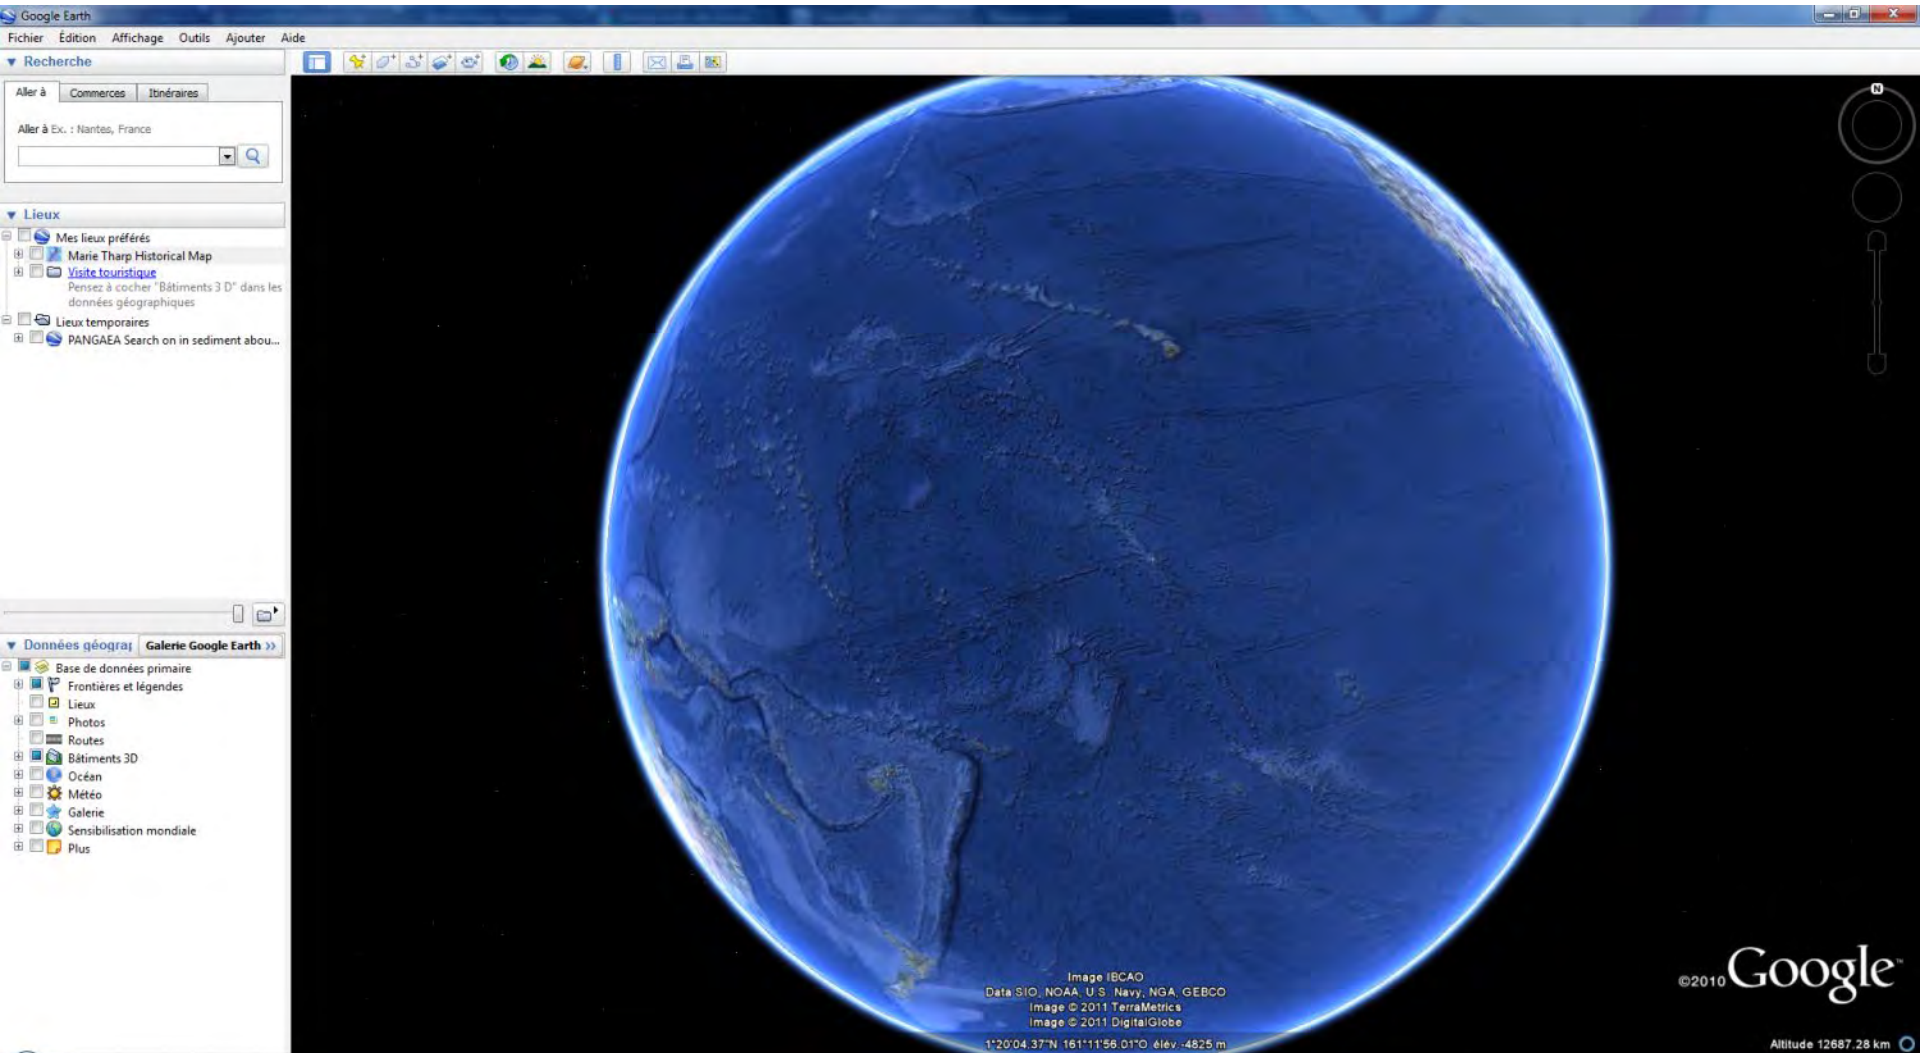 Google Earth
Fichier Édition Affichage Outils Ajouter Aide
Recherche
Aller à Commerces Itinéraires
Aller à Ex. : Nantes, France
Lieux
Mes lieux préférés
Marie Tharp Historical Map
Visite touristique
Pensez à cocher "Bâtiments 3 D" dans les
données géographiques
Lieux temporaires
PANGAEA Search on in sediment abou...
Données géograp Galerie Google Earth >>
Base de données primaire
Frontières et légendes
Lieux
Photos
Routes
Bâtiments 3D
Océan
Météo
Galerie
Sensibilisation mondiale
Plus
N
Image IBCAO
Data SIO, NOAA, U.S. Navy, NGA, GEBCO
Image © 2011 TerraMetrics
Image © 2011 DigitalGlobe
©2010 Google™
1°20'04.37"N 161°11'56.01"O élév. -4825 m
Altitude 12687.28 km